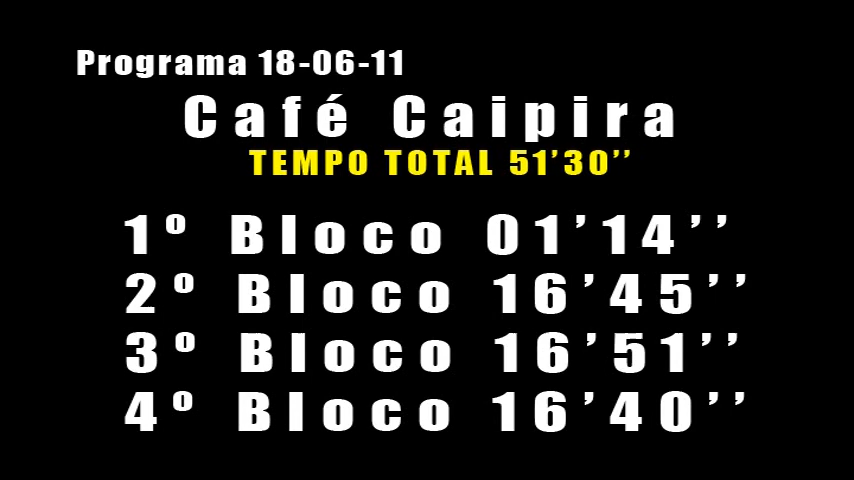 Programa 18-06-11
Café Caipira
TEMPO TOTAL 51’30’’
1º Bloco 01’14’’
2º Bloco 16’45’’
3º Bloco 16’51’’
4º Bloco 16’40’’